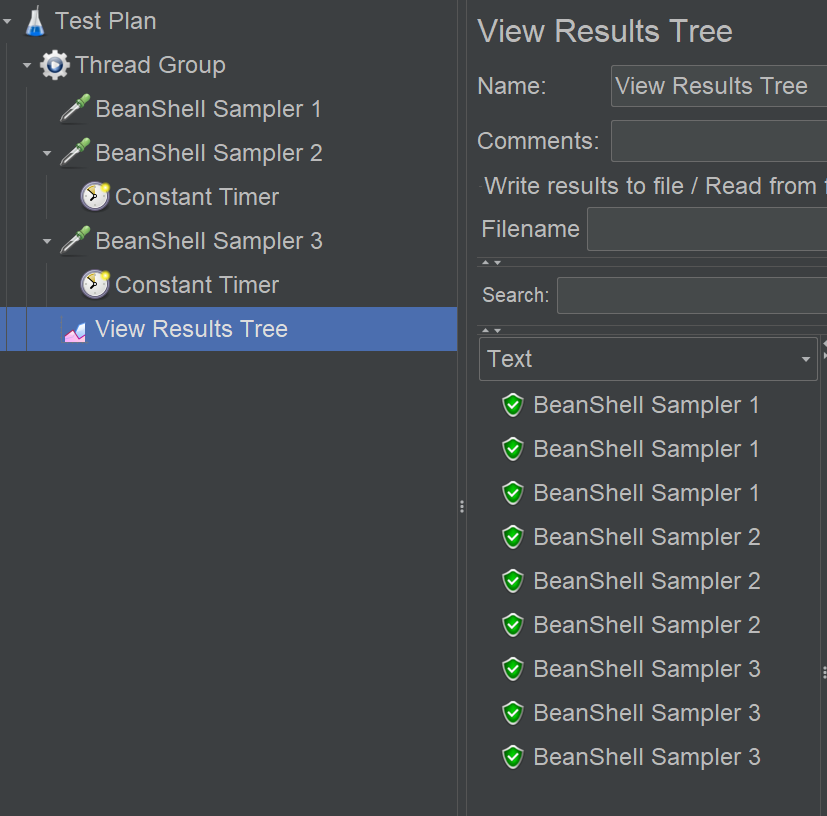 Test Plan
Thread Group
BeanShell Sampler 1
BeanShell Sampler 2
Constant Timer
BeanShell Sampler 3
Constant Timer
View Results Tree
View Results Tree
Name: View Results Tree
Comments:
Write results to file / Read from
Filename
Search:
Text
BeanShell Sampler 1
BeanShell Sampler 1
BeanShell Sampler 1
BeanShell Sampler 2
BeanShell Sampler 2
BeanShell Sampler 2
BeanShell Sampler 3
BeanShell Sampler 3
BeanShell Sampler 3